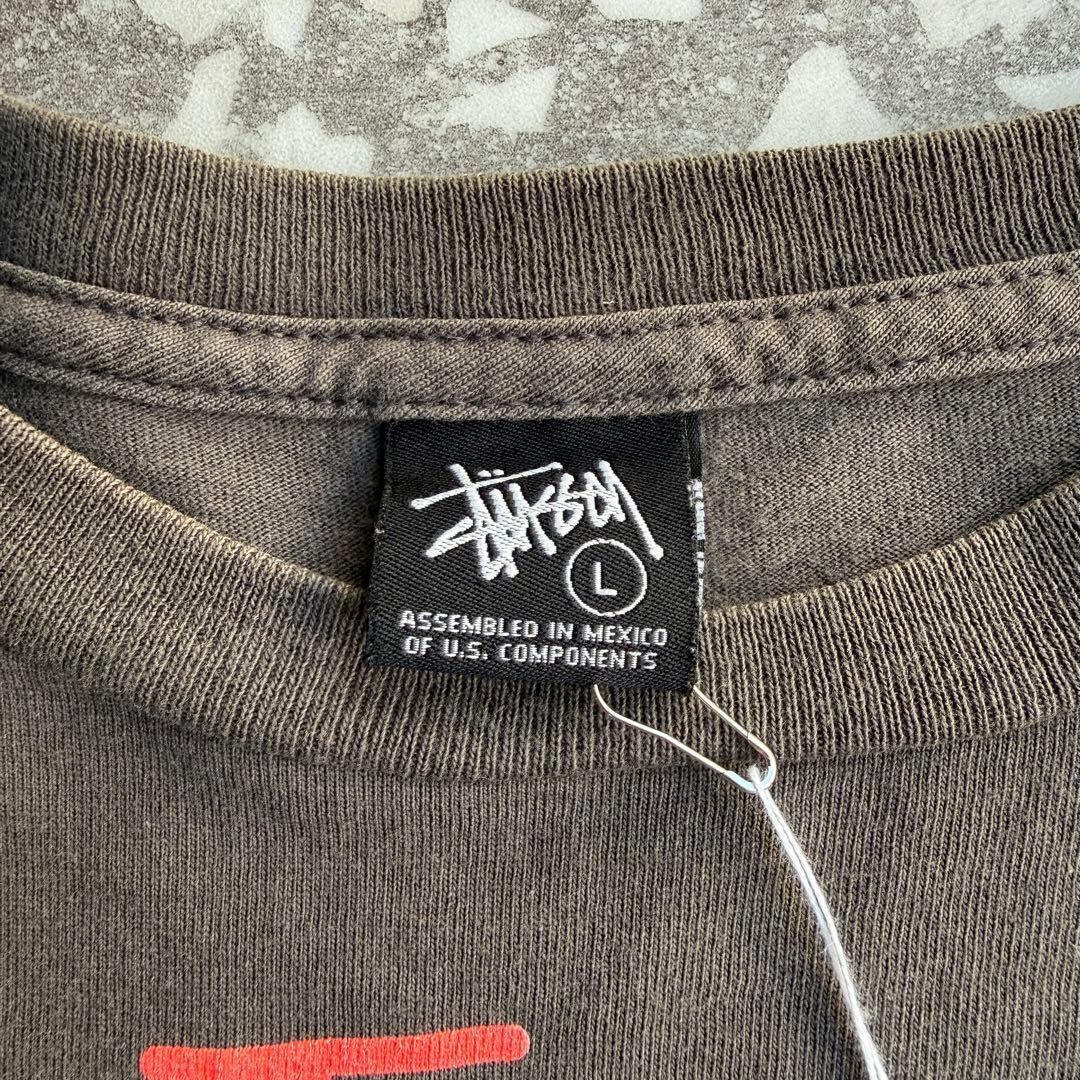 Stüssy
L
ASSEMBLED IN MEXICO
OF U.S. COMPONENTS